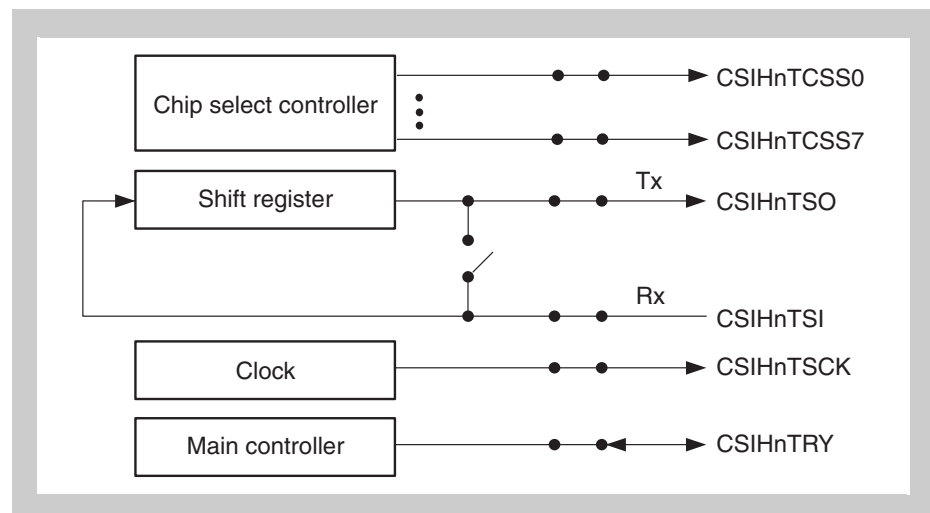 Chip select controller
CSIHnTCSS0
CSIHnTCSS7
Shift register
Tx
CSIHnTSO
Rx
CSIHnTSI
Clock
CSIHnTSCK
Main controller
CSIHnTRY